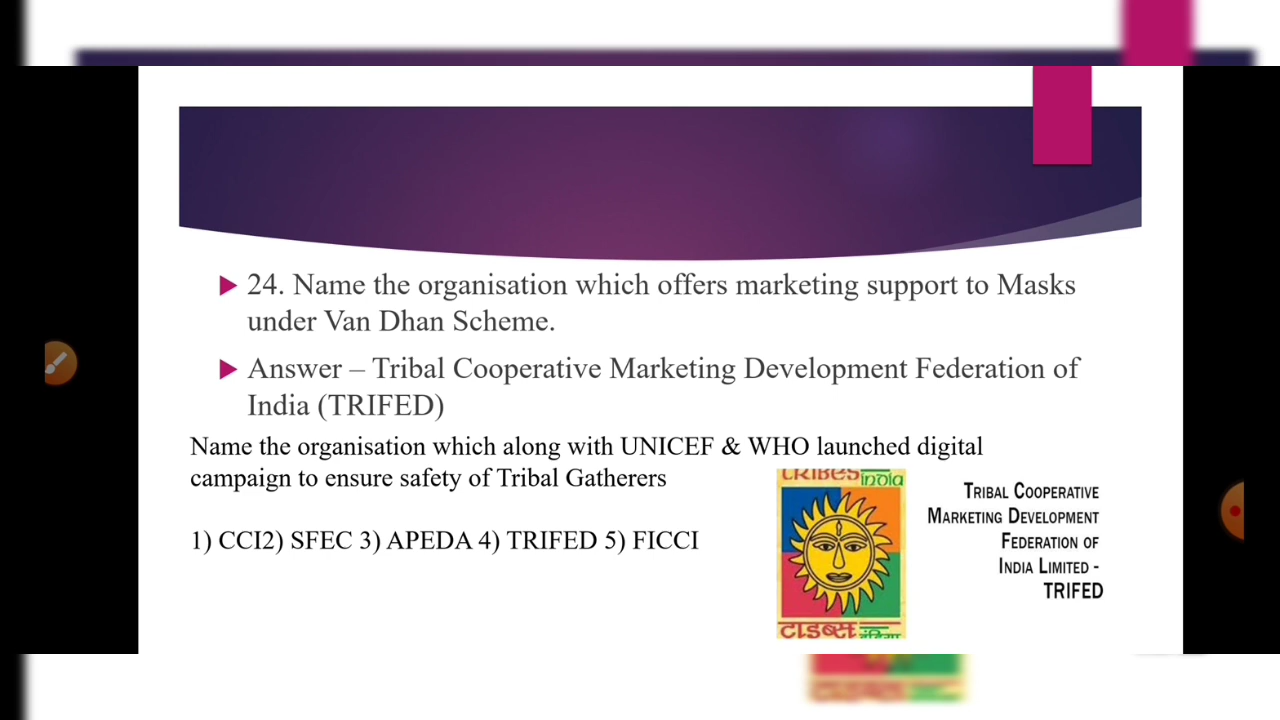 24. Name the organisation which offers marketing support to Masks
under Van Dhan Scheme.
Answer – Tribal Cooperative Marketing Development Federation of
India (TRIFED)
Name the organisation which along with UNICEF & WHO launched digital
campaign to ensure safety of Tribal Gatherers
1) CCI2) SFEC 3) APEDA 4) TRIFED 5) FICCI
TRIBES india
टाइब्स इंडिया
TRIBAL COOPERATIVE
MARKETING DEVELOPMENT
FEDERATION OF
INDIA LIMITED -
TRIFED